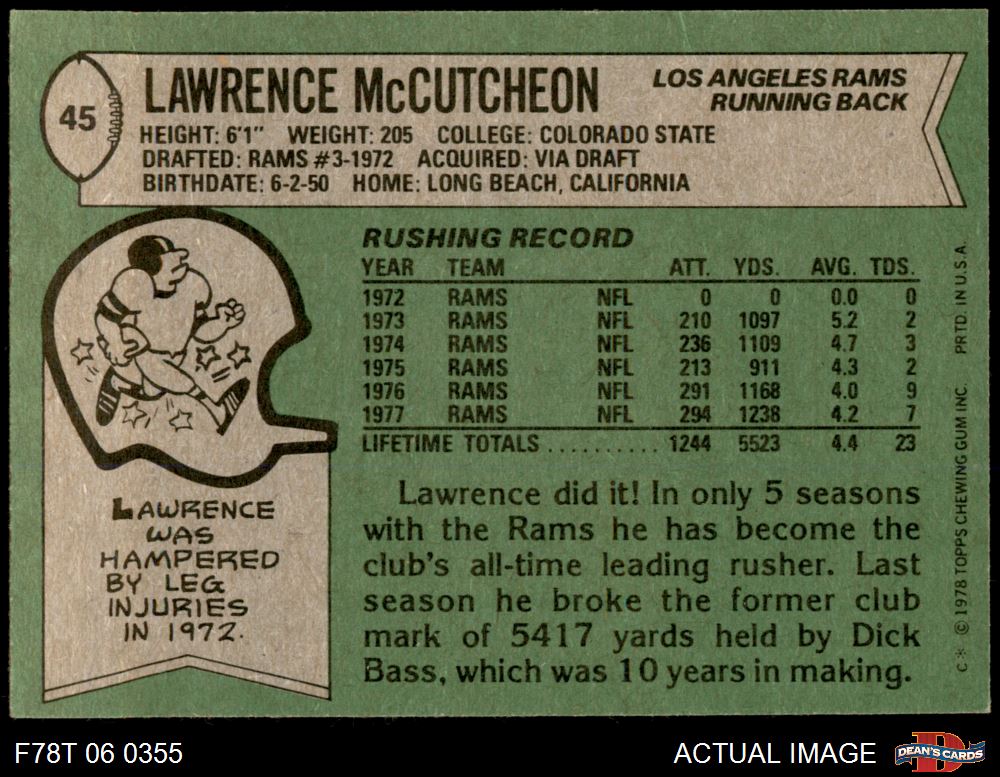 45
LAWRENCE McCUTCHEON
LOS ANGELES RAMS
RUNNING BACK
HEIGHT: 6'1" WEIGHT: 205 COLLEGE: COLORADO STATE
DRAFTED: RAMS #3-1972 ACQUIRED: VIA DRAFT
BIRTHDATE: 6-2-50 HOME: LONG BEACH, CALIFORNIA
RUSHING RECORD
YEAR TEAM ATT. YDS. AVG. TDS.
1972 RAMS NFL 0 0 0.0 0
1973 RAMS NFL 210 1097 5.2 2
1974 RAMS NFL 236 1109 4.7 3
1975 RAMS NFL 213 911 4.3 2
1976 RAMS NFL 291 1168 4.0 9
1977 RAMS NFL 294 1238 4.2 7
LIFETIME TOTALS .......... 1244 5523 4.4 23
Lawrence did it! In only 5 seasons
with the Rams he has become the
club's all-time leading rusher. Last
season he broke the former club
mark of 5417 yards held by Dick
Bass, which was 10 years in making.
LAWRENCE
WAS
HAMPERED
BY LEG
INJURIES
IN 1972.
C* © 1978 TOPPS CHEWING GUM INC. PRTD. IN U.S.A.
F78T 06 0355
ACTUAL IMAGE
D
DEAN'S CARDS